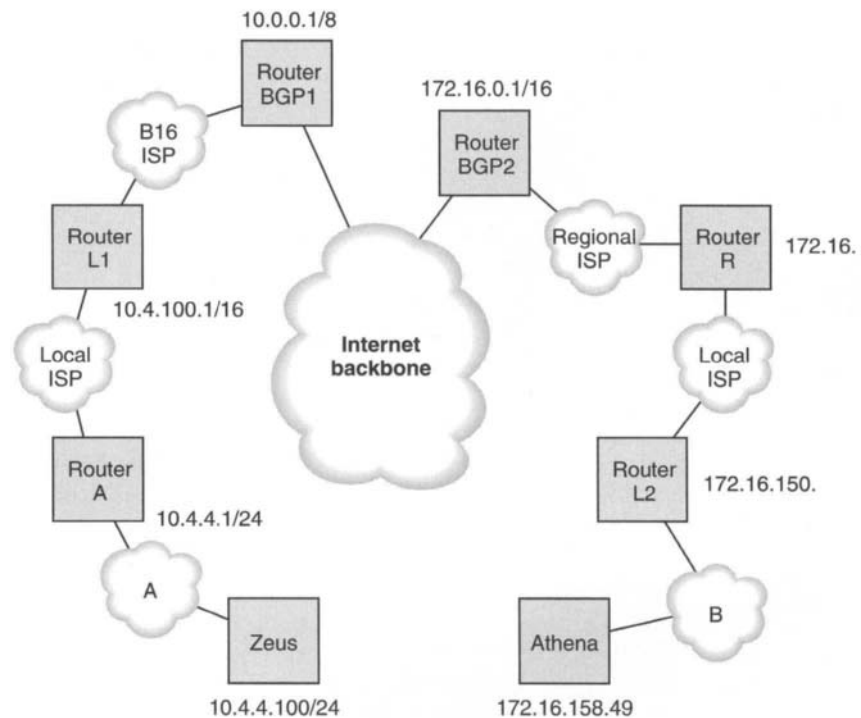 10.0.0.1/8
Router
BGP1
172.16.0.1/16
Router
BGP2
B16
ISP
Router
L1
10.4.100.1/16
Regional
ISP
Router
R
172.16.
Internet
backbone
Local
ISP
Local
ISP
Router
A
10.4.4.1/24
Router
L2
172.16.150.
A
Zeus
10.4.4.100/24
Athena
172.16.158.49
B